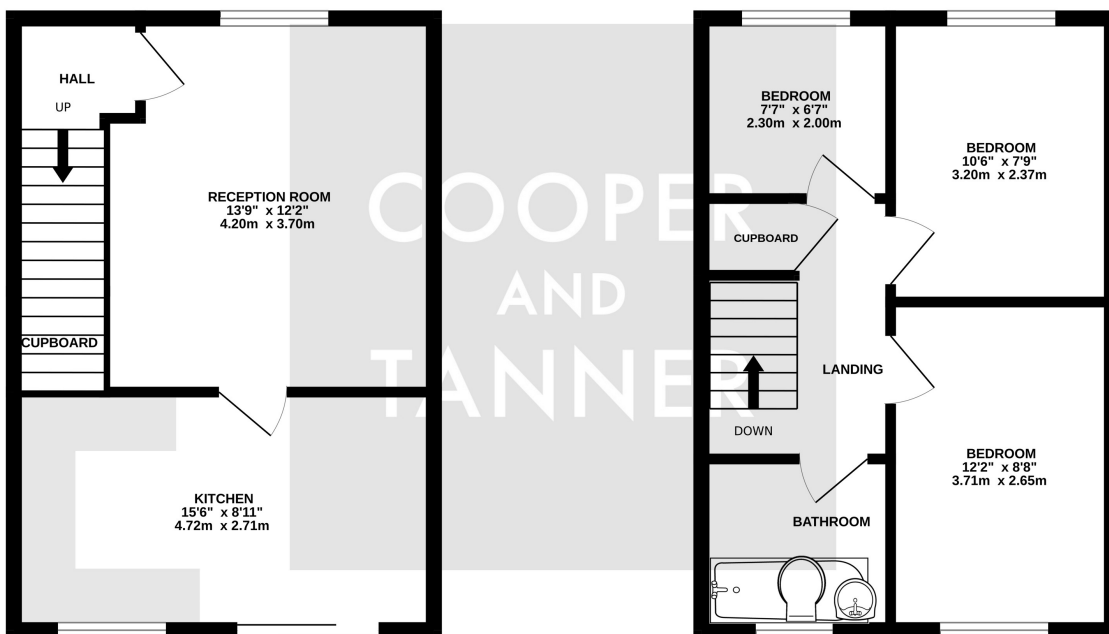 HALL
UP
CUPBOARD
RECEPTION ROOM
13'9" x 12'2"
4.20m x 3.70m
KITCHEN
15'6" x 8'11"
4.72m x 2.71m
COOPER
AND
TANNER
BEDROOM
7'7" x 6'7"
2.30m x 2.00m
BEDROOM
10'6" x 7'9"
3.20m x 2.37m
CUPBOARD
LANDING
DOWN
BEDROOM
12'2" x 8'8"
3.71m x 2.65m
BATHROOM